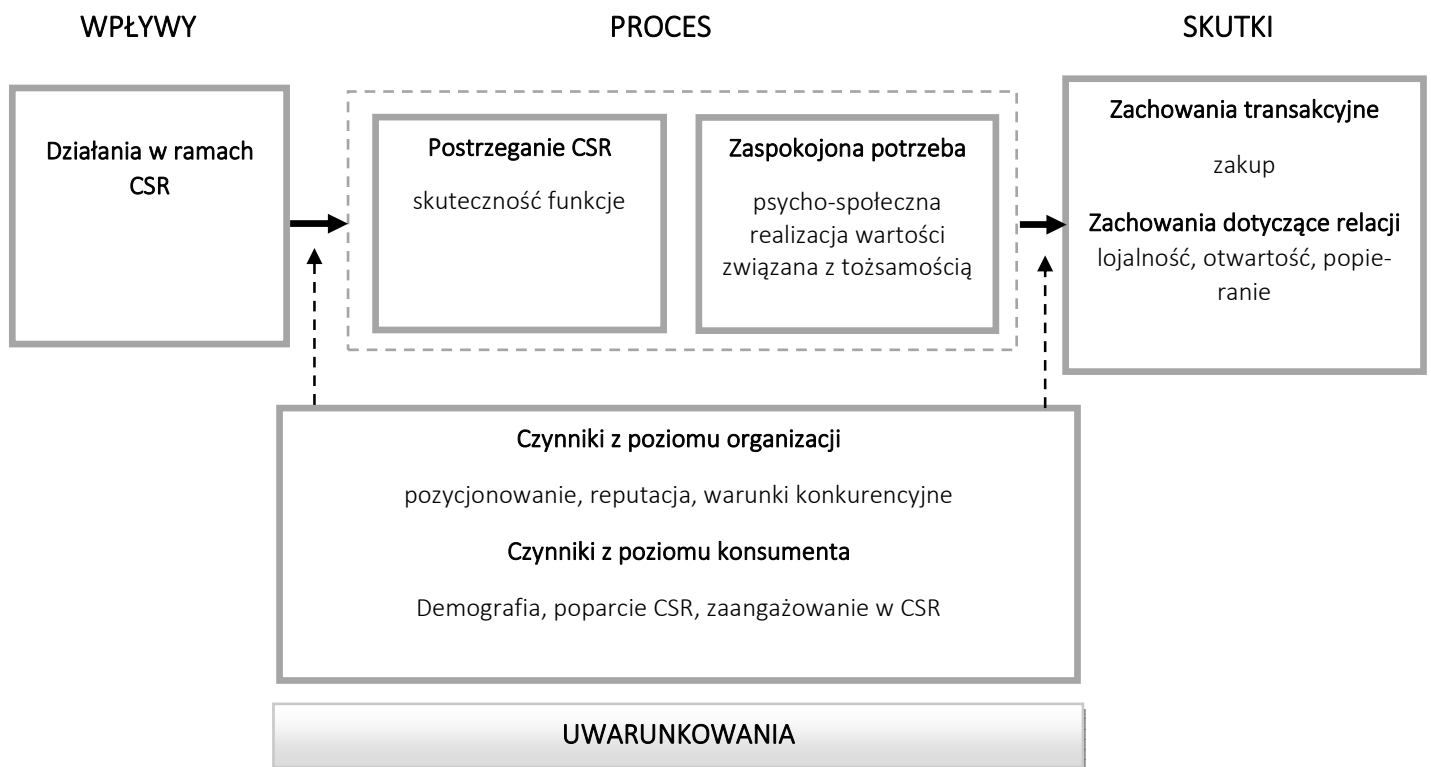 WPŁYWY
PROCES
SKUTKI
Działania w ramach
CSR
Postrzeganie CSR
skuteczność funkcje
Zaspokojona potrzeba
psycho-społeczna
realizacja wartości
związana z tożsamością
Zachowania transakcyjne
zakup
Zachowania dotyczące relacji
lojalność, otwartość, popie-
ranie
Czynniki z poziomu organizacji
pozycjonowanie, reputacja, warunki konkurencyjne
Czynniki z poziomu konsumenta
Demografia, poparcie CSR, zaangażowanie w CSR
UWARUNKOWANIA